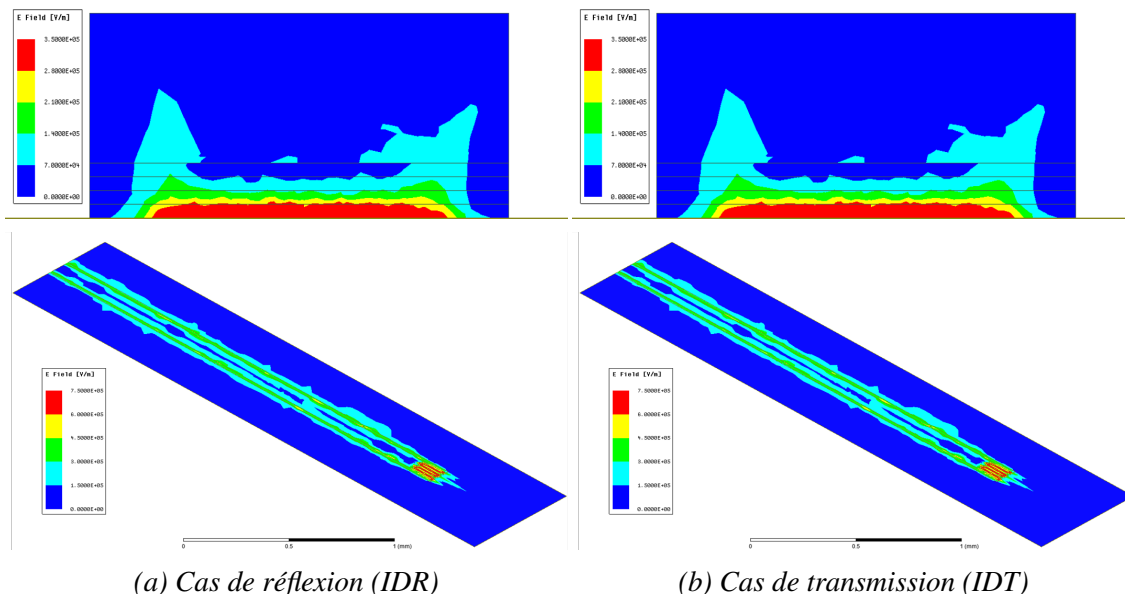 E Field [V/m]
3.5000E+05
2.8000E+05
2.1000E+05
1.4000E+05
7.0000E+04
0.0000E+00
E Field [V/m]
3.5000E+05
2.8000E+05
2.1000E+05
1.4000E+05
7.0000E+04
0.0000E+00
E Field [V/m]
7.5000E+05
6.0000E+05
4.5000E+05
3.0000E+05
1.5000E+05
0.0000E+00
0 0.5 1 (mm)
E Field [V/m]
7.5000E+05
6.0000E+05
4.5000E+05
3.0000E+05
1.5000E+05
0.0000E+00
0 0.5 1 (mm)
(a) Cas de réflexion (IDR)
(b) Cas de transmission (IDT)